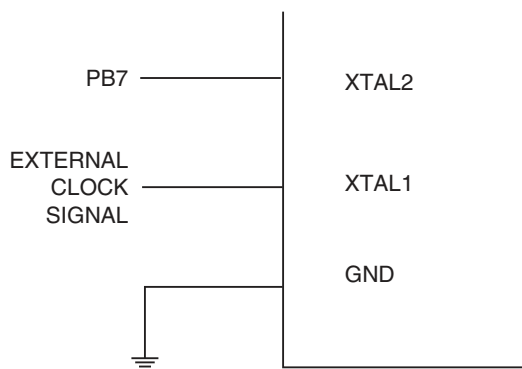 PB7
XTAL2
EXTERNAL
CLOCK
SIGNAL
XTAL1
GND